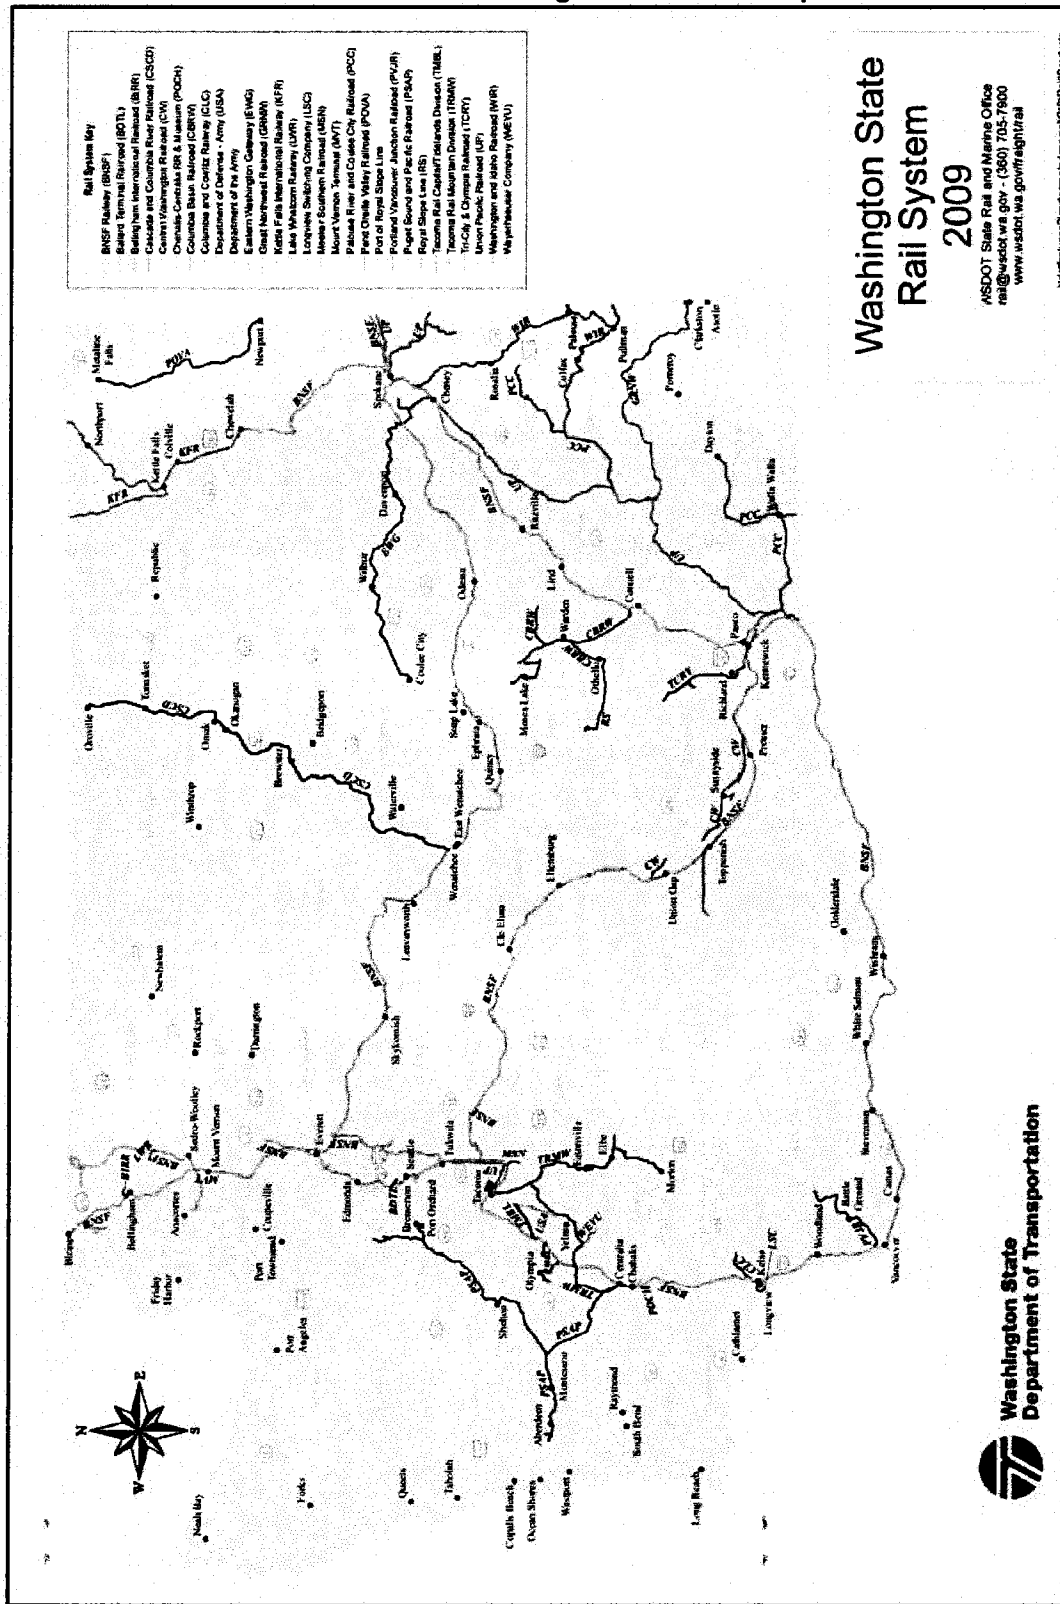 Rail System Key
BNSF Railway (BNSF)
Ballard Terminal Railroad (BDTL)
Bellingham International Railroad (BIRR)
Cascade and Columbia River Railroad (CSCD)
Central Washington Railroad (CW)
Chehalis-Centralia RR & Museum (POCH)
Columbia Basin Railroad (CBRW)
Columbia and Cowlitz Railway (CLC)
Department of Defense - Army (USA)
Department of the Army
Eastern Washington Gateway (EWG)
Great Northwest Railroad (GRNW)
Kettle Falls International Railway (KFR)
Lake Whatcom Railway (LWR)
Longview Switching Company (LSC)
Meeker Southern Railroad (MSN)
Mount Vernon Terminal (MVT)
Palouse River and Coulee City Railroad (PCC)
Pend Oreille Valley Railroad (POVA)
Port of Royal Slope Line
Portland Vancouver Junction Railroad (PVJR)
Puget Sound and Pacific Railroad (PSAP)
Royal Slope Line (RS)
Tacoma Rail Capital/Tidelands Division (TMBL)
Tacoma Rail Mountain Division (TRMW)
Tri-City & Olympia Railroad (TCRY)
Union Pacific Railroad (UP)
Washington and Idaho Railroad (WIR)
Weyerhaeuser Company (WEYU)
Washington State
Rail System
2009
WSDOT State Rail and Marine Office
rail@wsdot.wa.gov - (360) 705-7900
www.wsdot.wa.gov/freight/rail
N
E
S
W
Neah Bay
Forks
Queets
Taholah
Copalis Beach
Ocean Shores
Westport
Long Beach
Aberdeen
Montesano
Raymond
South Bend
Cathlamet
Port Angeles
Friday Harbor
Port Townsend
Coupeville
Blaine
Bellingham
Anacortes
Sedro-Woolley
Mount Vernon
Everett
Edmonds
Seattle
Bremerton
Port Orchard
Tukwila
Tacoma
Shelton
Olympia
Yelm
Centralia
Chehalis
Eatonville
Elbe
Morton
Longview
Kelso
Woodland
Battle Ground
Vancouver
Camas
Stevenson
White Salmon
Wishram
Goldendale
Newhalem
Rockport
Darrington
Skykomish
Leavenworth
Wenatchee
East Wenatchee
Cle Elum
Ellensburg
Union Gap
Toppenish
Sunnyside
Prosser
Richland
Kennewick
Pasco
Winthrop
Oroville
Tonasket
Omak
Okanogan
Brewster
Bridgeport
Waterville
Quincy
Ephrata
Soap Lake
Moses Lake
Warden
Othello
Connell
Lind
Ritzville
Odessa
Coulee City
Wilbur
Davenport
Republic
Northport
Kettle Falls
Colville
Chewelah
Metaline Falls
Newport
Spokane
Cheney
Rosalia
Colfax
Palouse
Pullman
Clarkston
Asotin
Pomeroy
Dayton
Walla Walla
Washington State
Department of Transportation